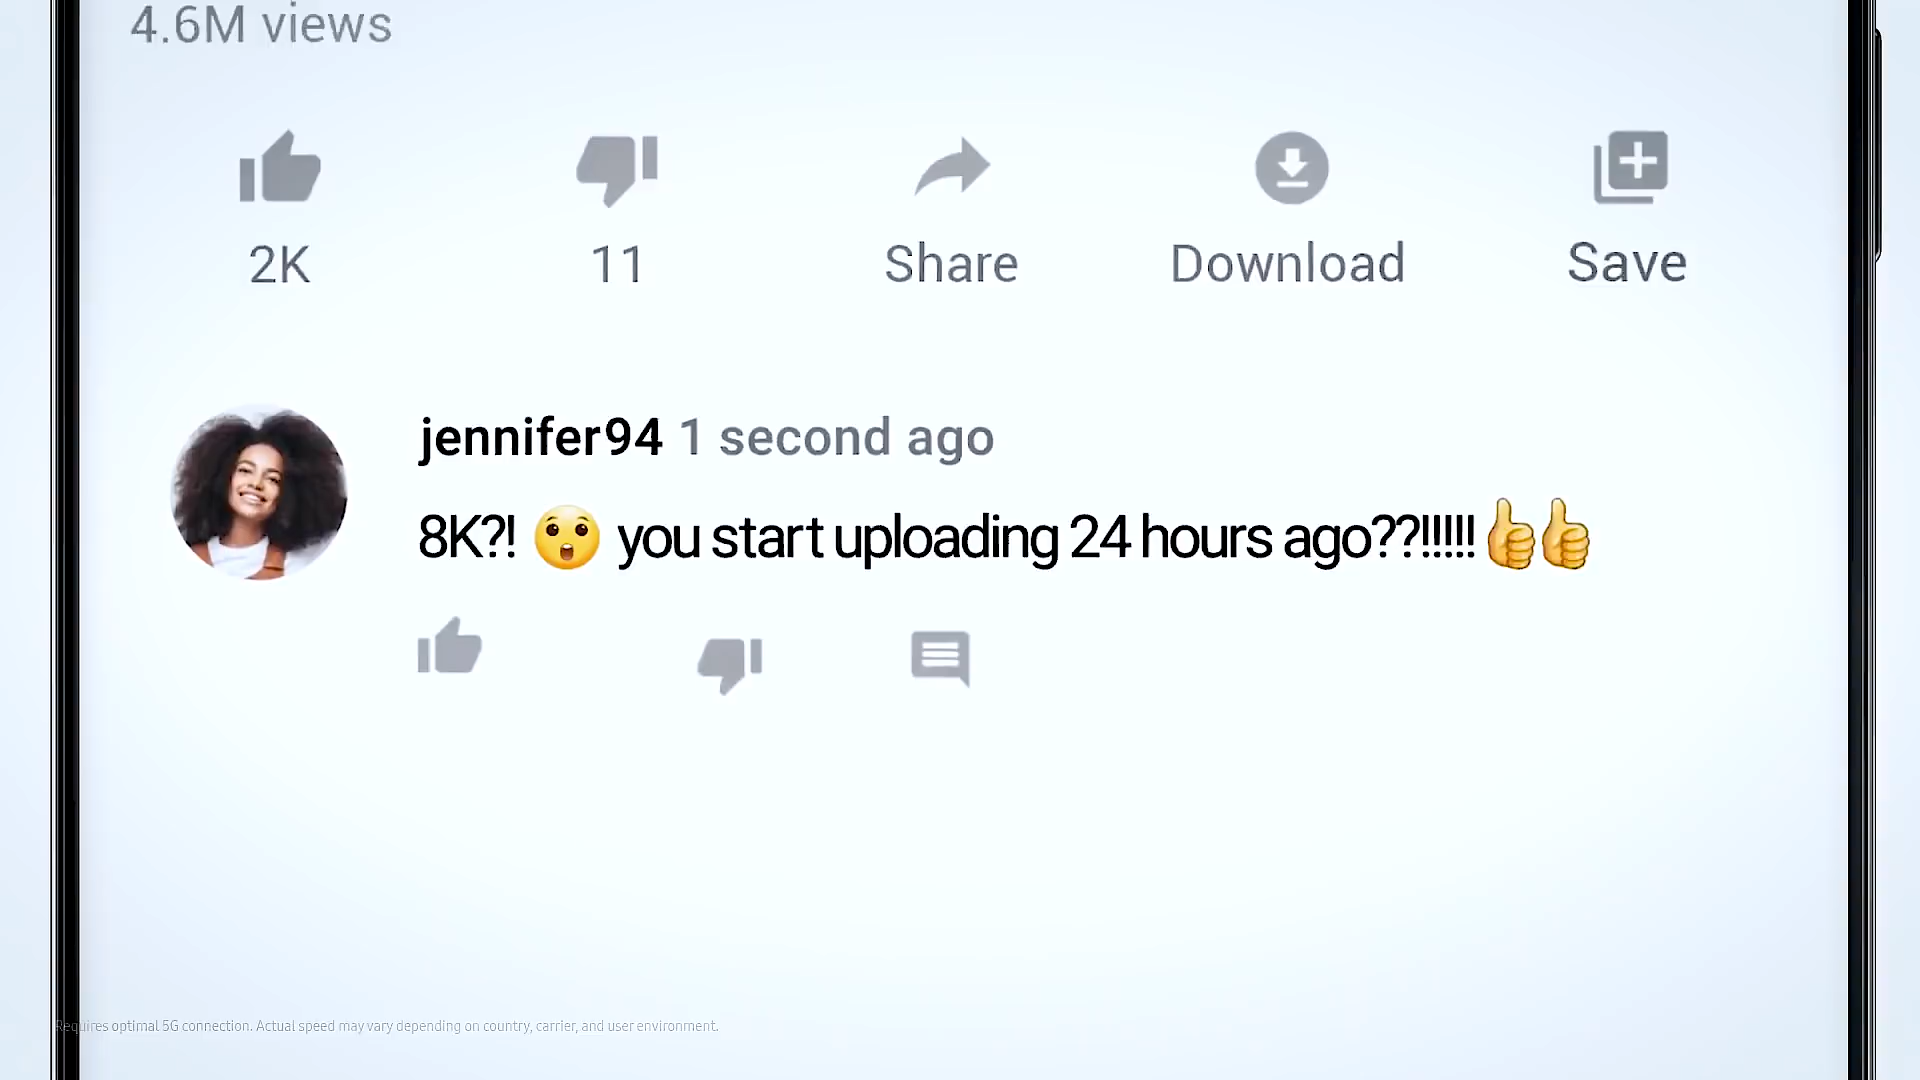 4.6M views
2K 11 Share Download Save
jennifer94 1 second ago
8K?! 😲 you start uploading 24 hours ago??!!!!! 👍👍
Requires optimal 5G connection. Actual speed may vary depending on country, carrier, and user environment.